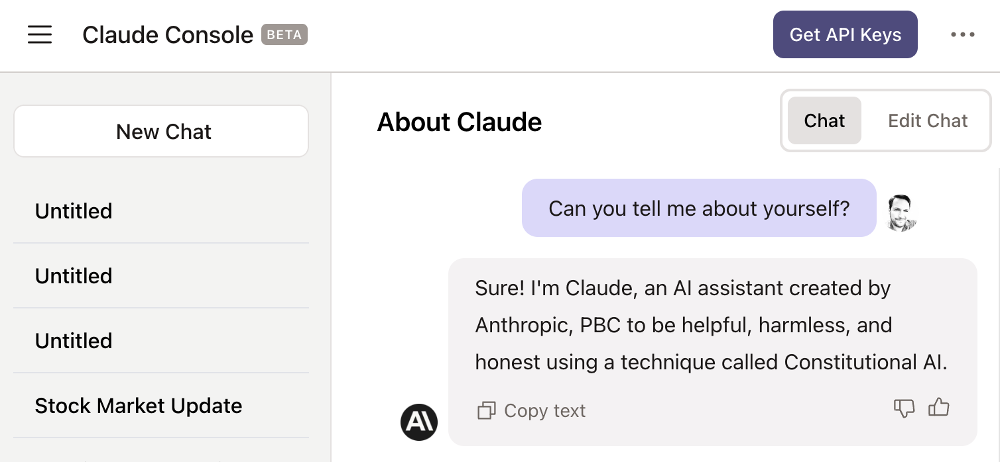 Claude Console BETA
Get API Keys
New Chat
Untitled
Untitled
Untitled
Stock Market Update
About Claude
Chat
Edit Chat
Can you tell me about yourself?
Sure! I'm Claude, an AI assistant created by
Anthropic, PBC to be helpful, harmless, and
honest using a technique called Constitutional AI.
Copy text